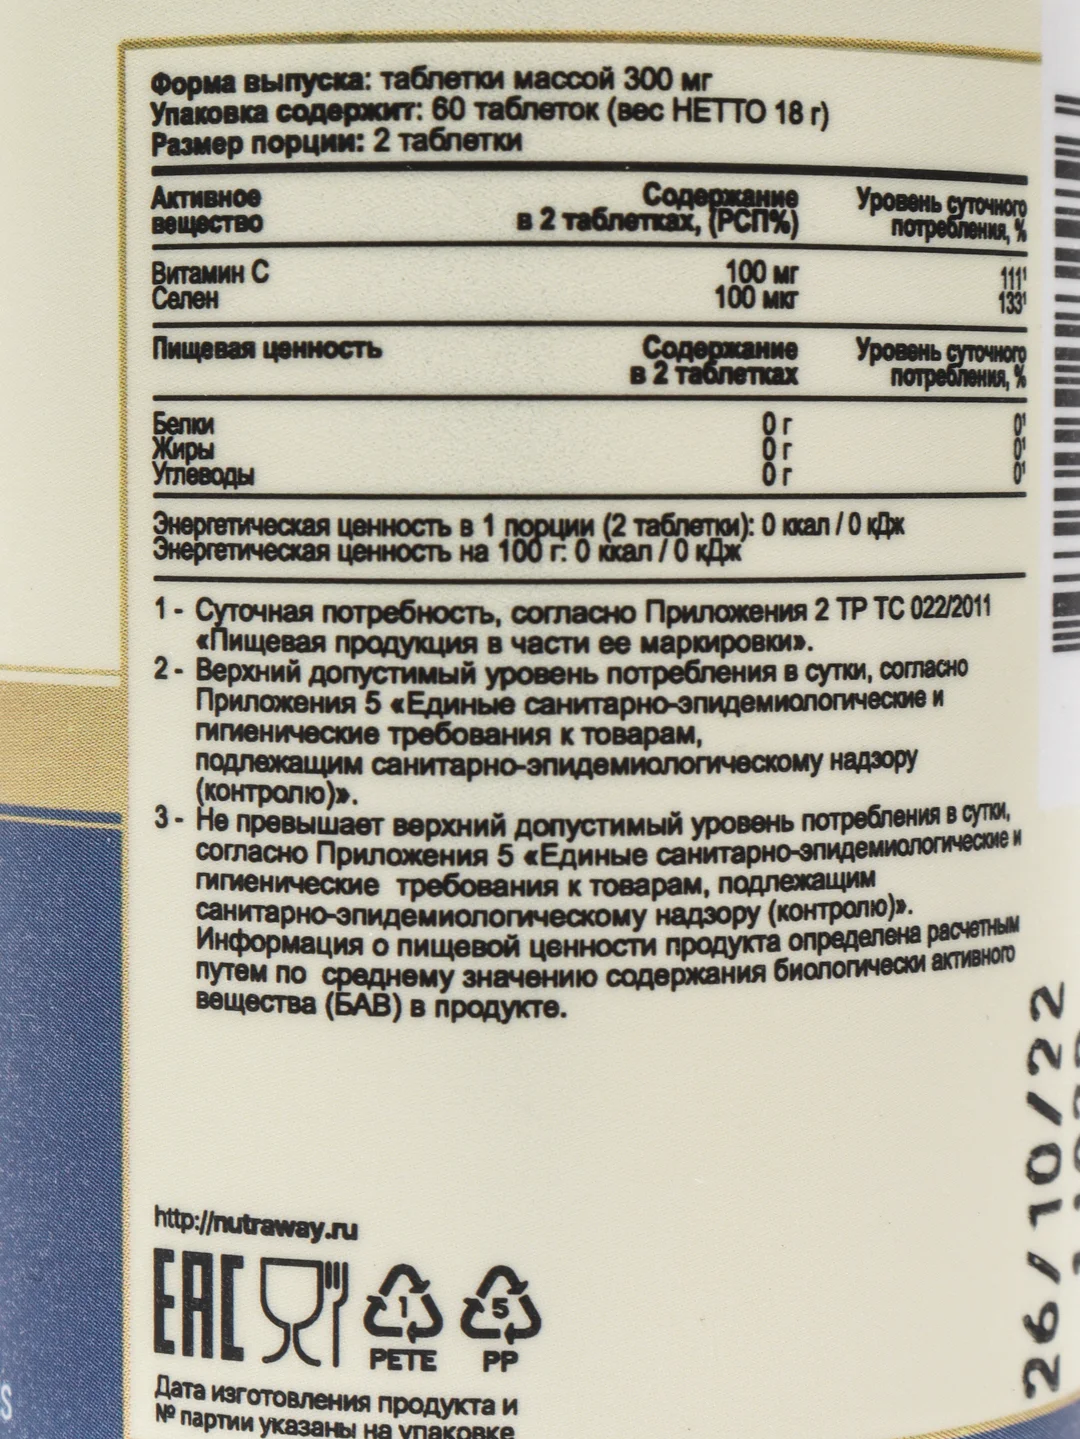 Форма выпуска: таблетки массой 300 мг
Упаковка содержит: 60 таблеток (вес НЕТТО 18 г)
Размер порции: 2 таблетки
Активное вещество Содержание в 2 таблетках, (РСП%) Уровень суточного потребления, %
Витамин С 100 мг 111¹
Селен 100 мкг 133¹
Пищевая ценность Содержание в 2 таблетках Уровень суточного потребления, %
Белки 0 г 0¹
Жиры 0 г 0¹
Углеводы 0 г 0¹
Энергетическая ценность в 1 порции (2 таблетки): 0 ккал / 0 кДж
Энергетическая ценность на 100 г: 0 ккал / 0 кДж
1 - Суточная потребность, согласно Приложения 2 ТР ТС 022/2011
«Пищевая продукция в части ее маркировки».
2 - Верхний допустимый уровень потребления в сутки, согласно
Приложения 5 «Единые санитарно-эпидемиологические и
гигиенические требования к товарам,
подлежащим санитарно-эпидемиологическому надзору
(контролю)».
3 - Не превышает верхний допустимый уровень потребления в сутки,
согласно Приложения 5 «Единые санитарно-эпидемиологические и
гигиенические требования к товарам, подлежащим
санитарно-эпидемиологическому надзору (контролю)».
Информация о пищевой ценности продукта определена расчетным
путем по среднему значению содержания биологически активного
вещества (БАВ) в продукте.
http://nutraway.ru
EAC
1 5
PETE PP
Дата изготовления продукта и
№ партии указаны на упаковке
26/10/22
S